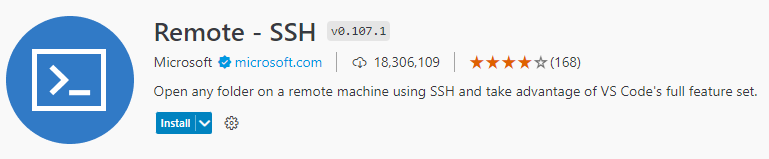 Remote - SSH v0.107.1
Microsoft microsoft.com 18,306,109 (168)
Open any folder on a remote machine using SSH and take advantage of VS Code's full feature set.
Install